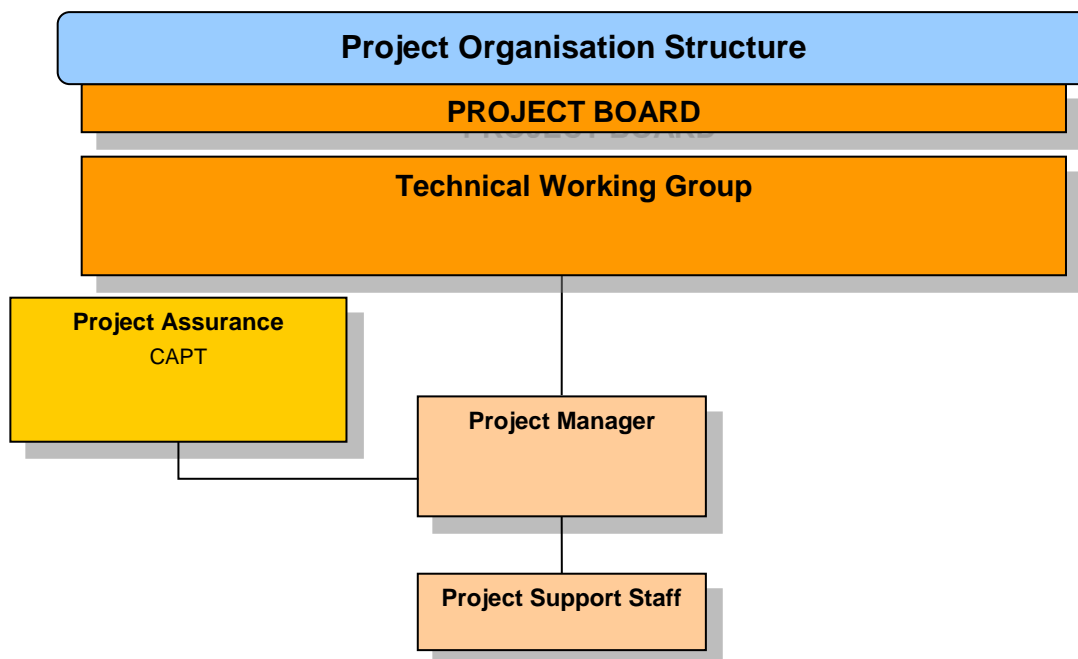 Project Organisation Structure
PROJECT BOARD
Technical Working Group
Project Assurance
CAPT
Project Manager
Project Support Staff